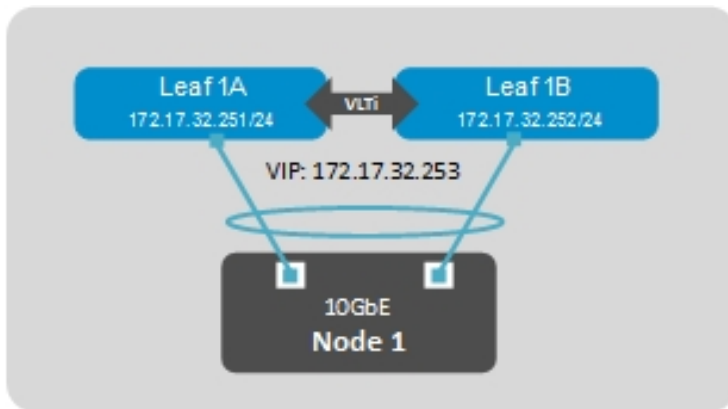 Leaf 1A
172.17.32.251/24
VLTi
Leaf 1B
172.17.32.252/24
VIP: 172.17.32.253
10GbE
Node 1